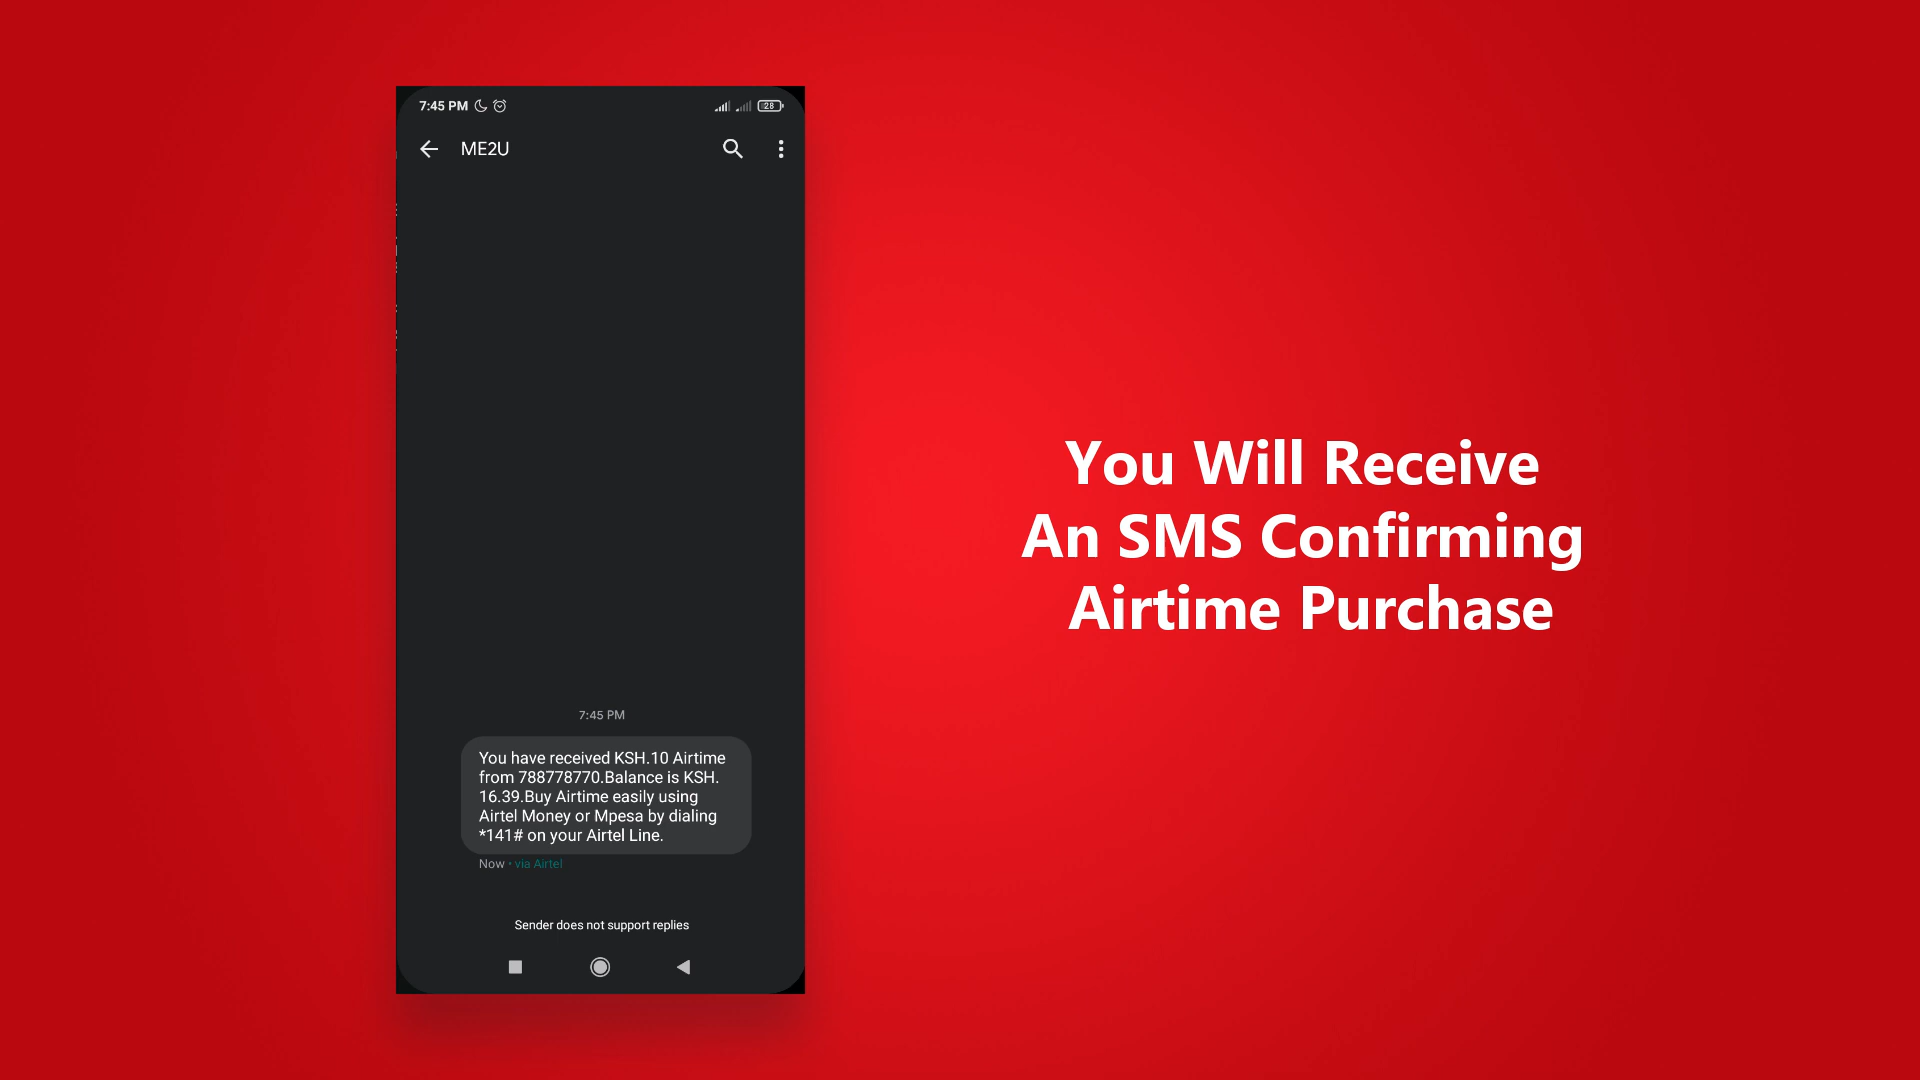 7:45 PM
28
ME2U
7:45 PM
You have received KSH.10 Airtime
from 788778770.Balance is KSH.
16.39.Buy Airtime easily using
Airtel Money or Mpesa by dialing
*141# on your Airtel Line.
Now • via Airtel
Sender does not support replies
You Will Receive
An SMS Confirming
Airtime Purchase